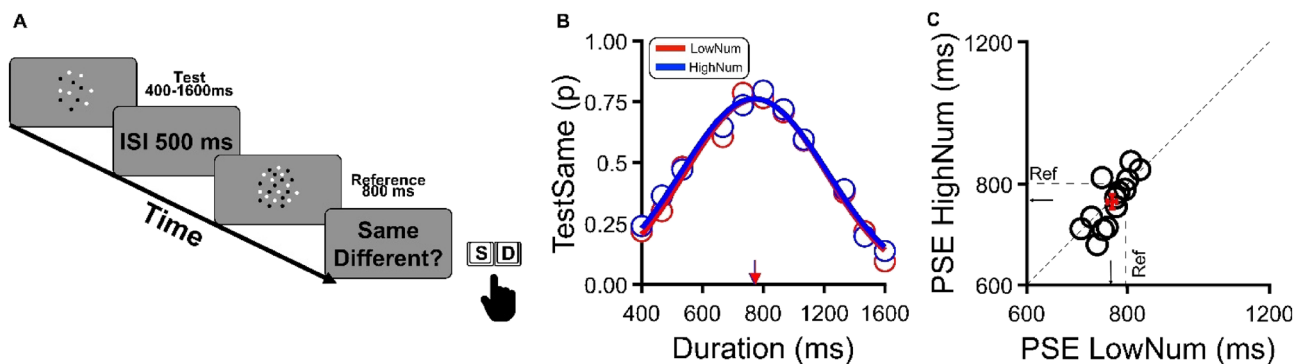 A
Test
400-1600ms
ISI 500 ms
Reference
800 ms
Time
Same
Different?
S D
B
TestSame (p)
1.00
0.75
0.5
0.25
0.00
LowNum
HighNum
400 800 1200 1600
Duration (ms)
C
PSE HighNum (ms)
1200
800
600
Ref
Ref
600 800 1200
PSE LowNum (ms)